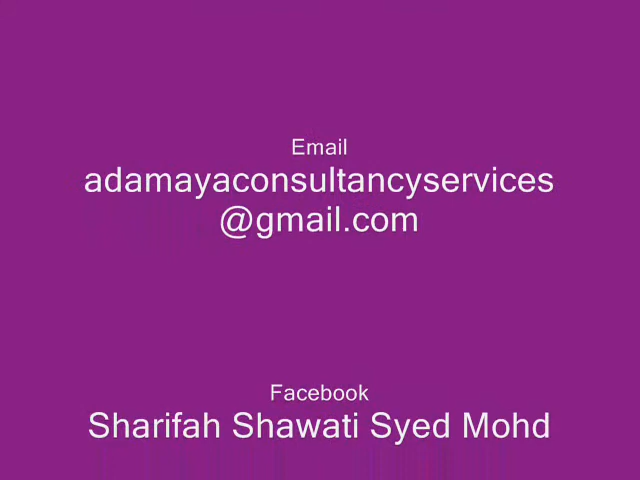 Email
adamayaconsultancyservices
@gmail.com
Facebook
Sharifah Shawati Syed Mohd